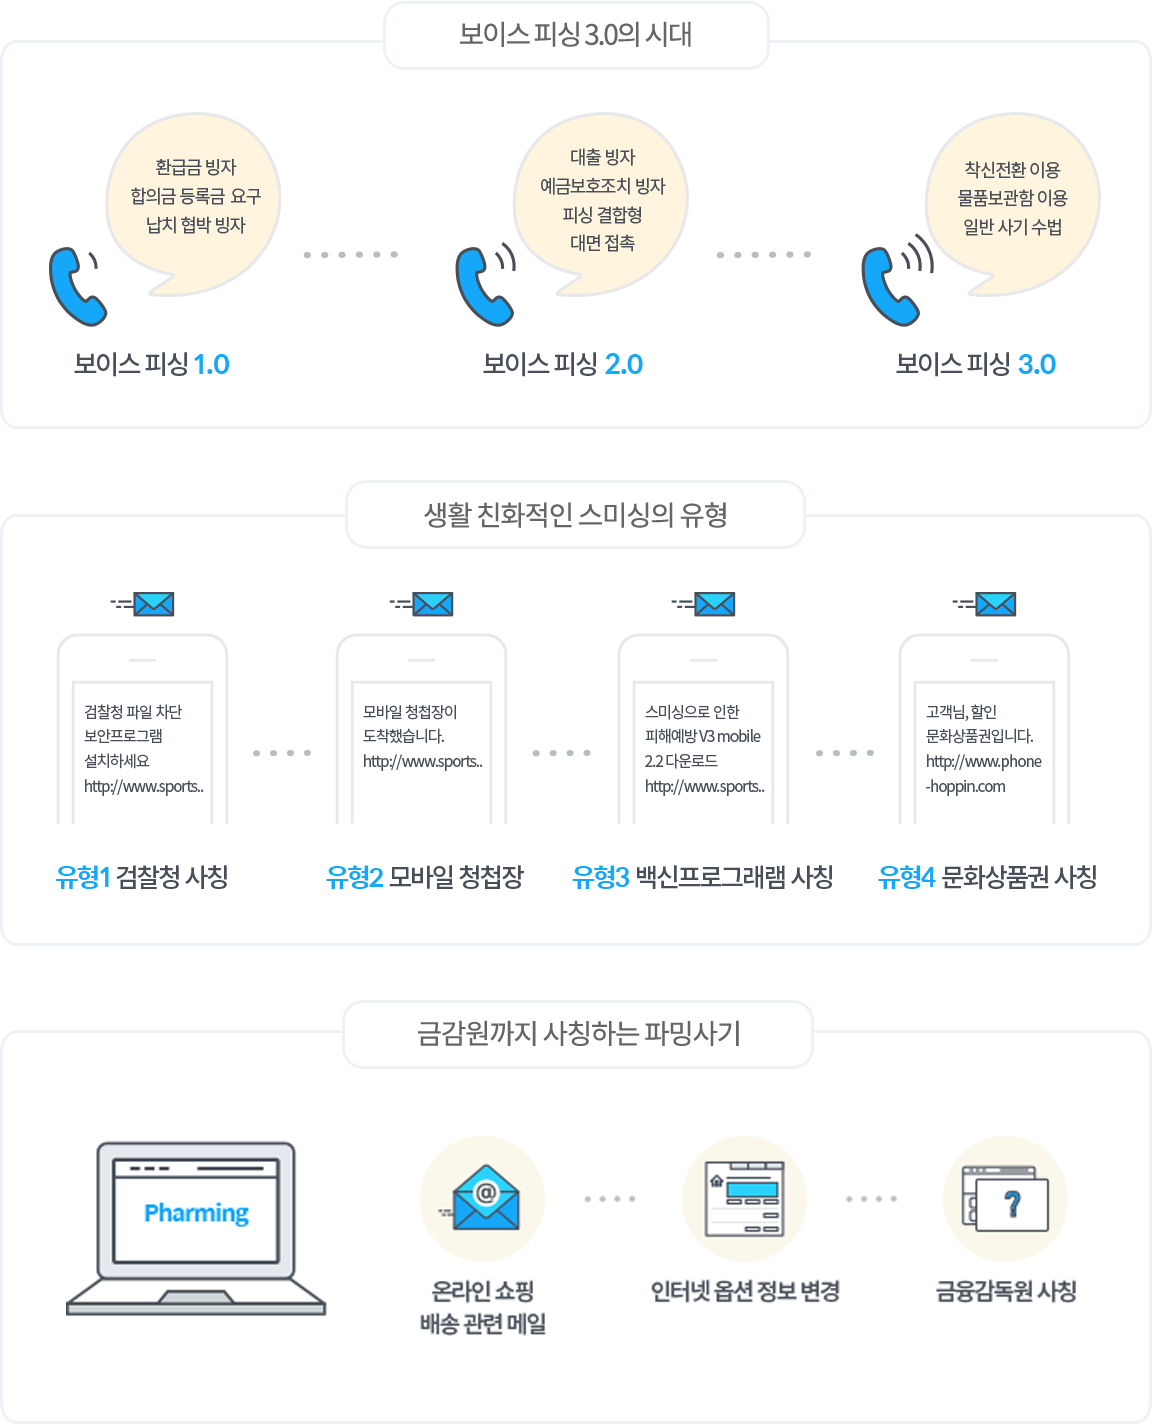 보이스 피싱 3.0의 시대
환급금 빙자
합의금 등록금 요구
납치 협박 빙자
대출 빙자
예금보호조치 빙자
피싱 결합형
대면 접촉
착신전환 이용
물품보관함 이용
일반 사기 수법
보이스 피싱 1.0
보이스 피싱 2.0
보이스 피싱 3.0
생활 친화적인 스미싱의 유형
검찰청 파일 차단
보안프로그램
설치하세요
http://www.sports..
모바일 청첩장이
도착했습니다.
http://www.sports..
스미싱으로 인한
피해예방 V3 mobile
2.2 다운로드
http://www.sports..
고객님, 할인
문화상품권입니다.
http://www.phone
-hoppin.com
유형1 검찰청 사칭
유형2 모바일 청첩장
유형3 백신프로그래램 사칭
유형4 문화상품권 사칭
금감원까지 사칭하는 파밍사기
Pharming
@
?
온라인 쇼핑
배송 관련 메일
인터넷 옵션 정보 변경
금융감독원 사칭